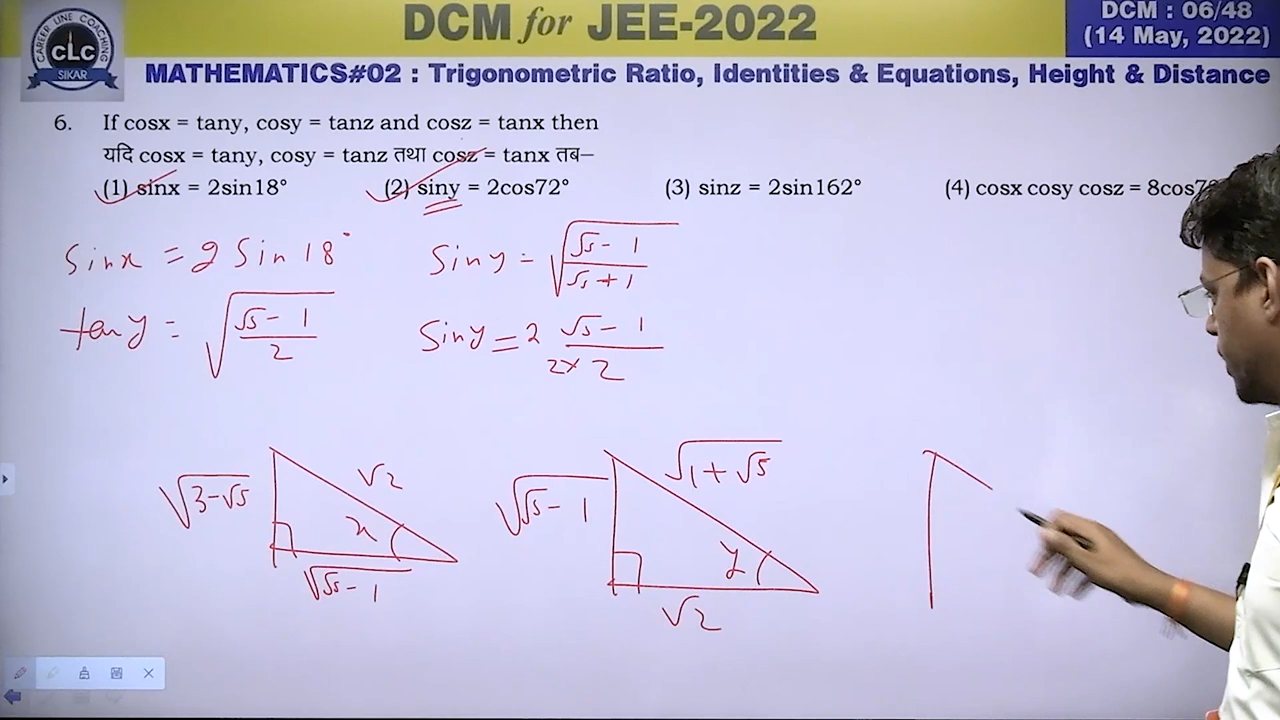 DCM for JEE-2022
DCM : 06/48
(14 May, 2022)
CAREER LINE COACHING
CLC
SIKAR
MATHEMATICS#02 : Trigonometric Ratio, Identities & Equations, Height & Distance
6. If cosx = tany, cosy = tanz and cosz = tanx then
यदि cosx = tany, cosy = tanz तथा cosz = tanx तब–
(1) sinx = 2sin18° (2) siny = 2cos72° (3) sinz = 2sin162° (4) cosx cosy cosz = 8cos7
Sinx = 2 Sin 18° Siny = √((√5 - 1)/(√5 + 1))
tan y = √((√5 - 1)/2) Siny = 2 (√5 - 1)/(2 × 2)
√(3-√5) √2 x √(√5 - 1)
√(√5 - 1) √(1 + √5) y √2